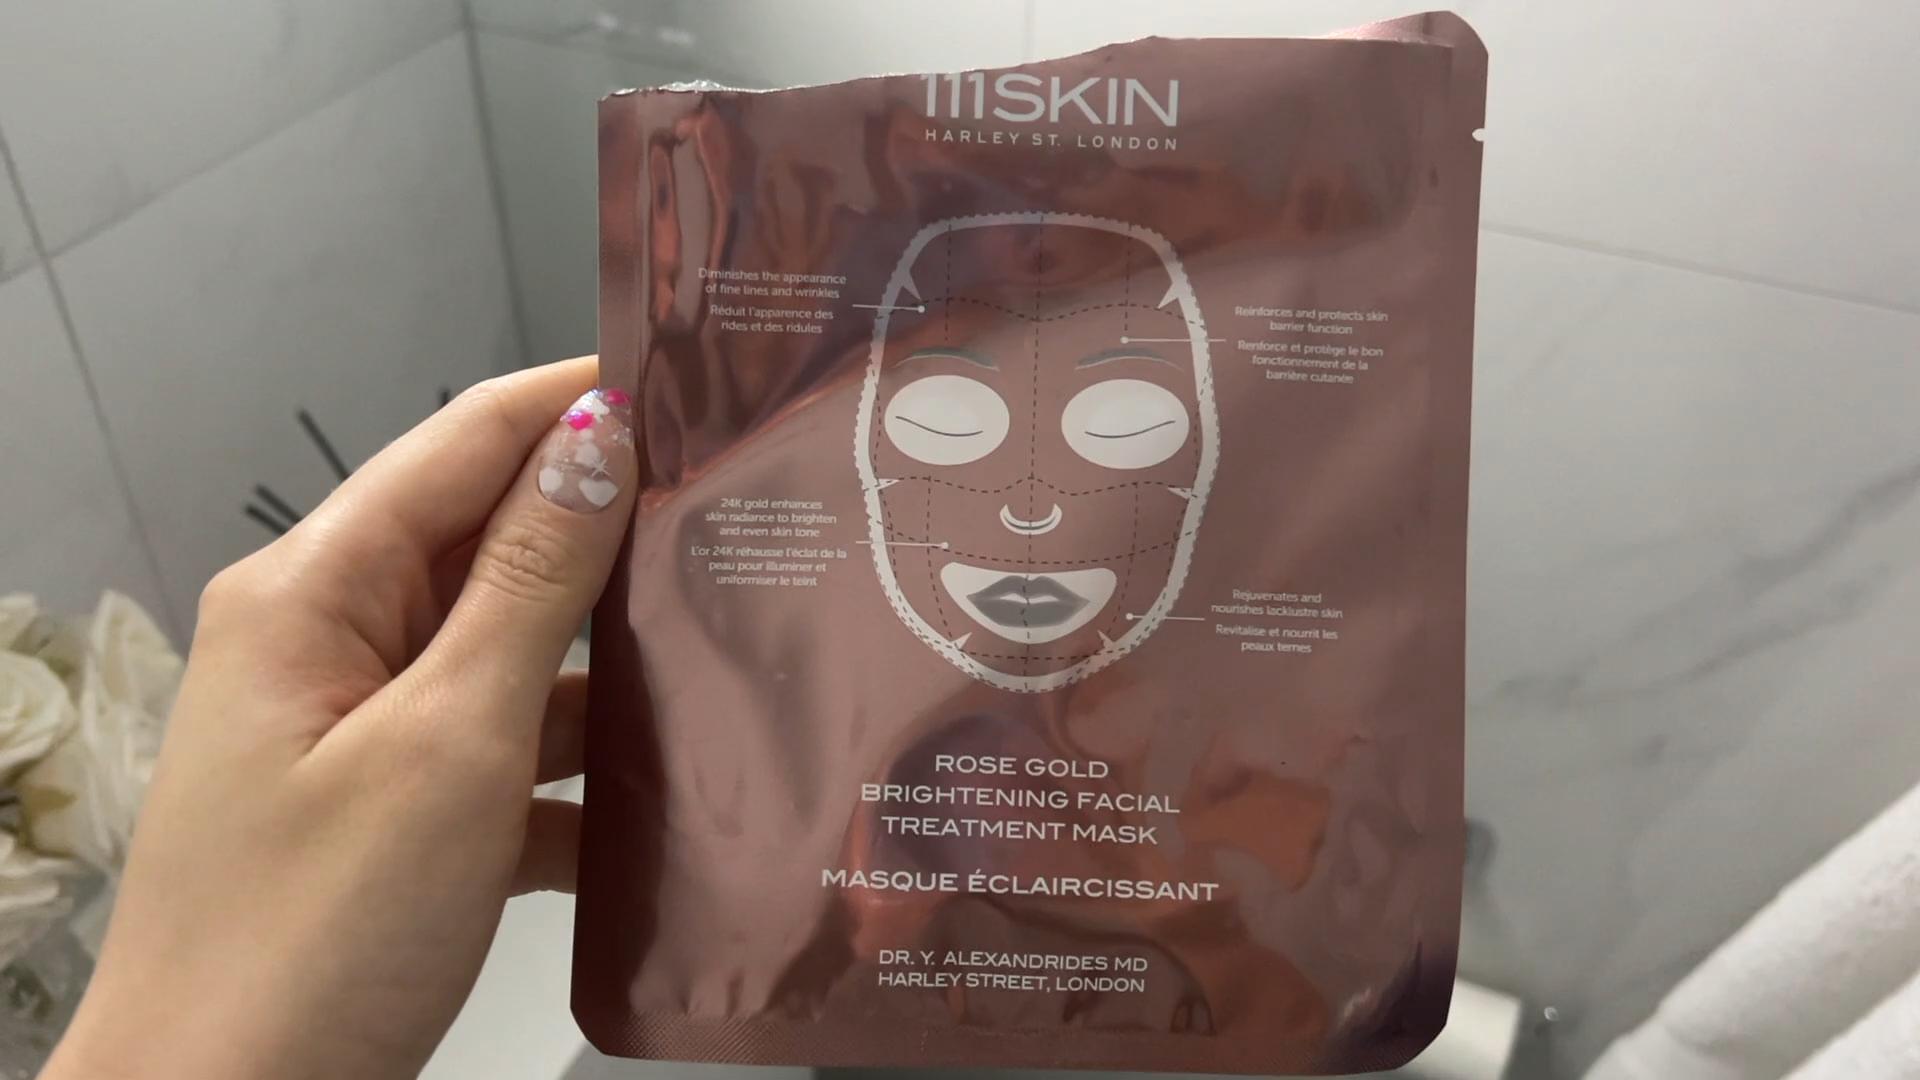 111SKIN
HARLEY ST. LONDON
Diminishes the appearance
of fine lines and wrinkles
Réduit l'apparence des
rides et des ridules
Reinforces and protects skin
barrier function
Renforce et protège le bon
fonctionnement de la
barrière cutanée
24K gold enhances
skin radiance to brighten
and even skin tone
L'or 24K réhausse l'éclat de la
peau pour illuminer et
uniformiser le teint
Rejuvenates and
nourishes lacklustre skin
Revitalise et nourrit les
peaux ternes
ROSE GOLD
BRIGHTENING FACIAL
TREATMENT MASK
MASQUE ÉCLAIRCISSANT
DR. Y. ALEXANDRIDES MD
HARLEY STREET, LONDON